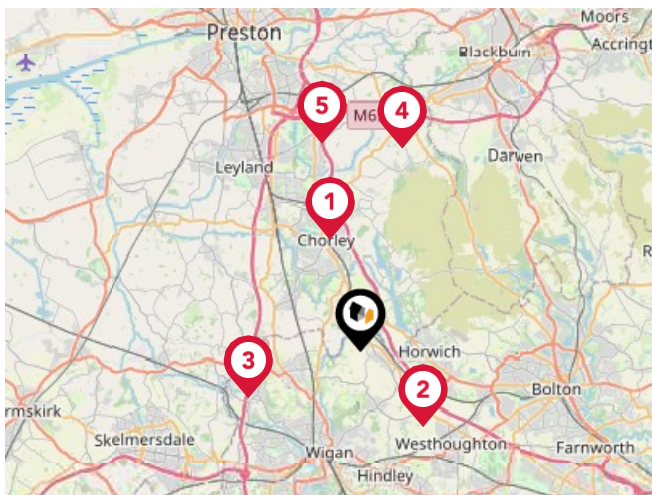 Moors
Preston
Accring
Blackburn
5
4
M6
Darwen
Leyland
1
Chorley
R
Horwich
3
2
Bolton
rmskirk
Skelmersdale
Westhoughton
Farnworth
Wigan
Hindley